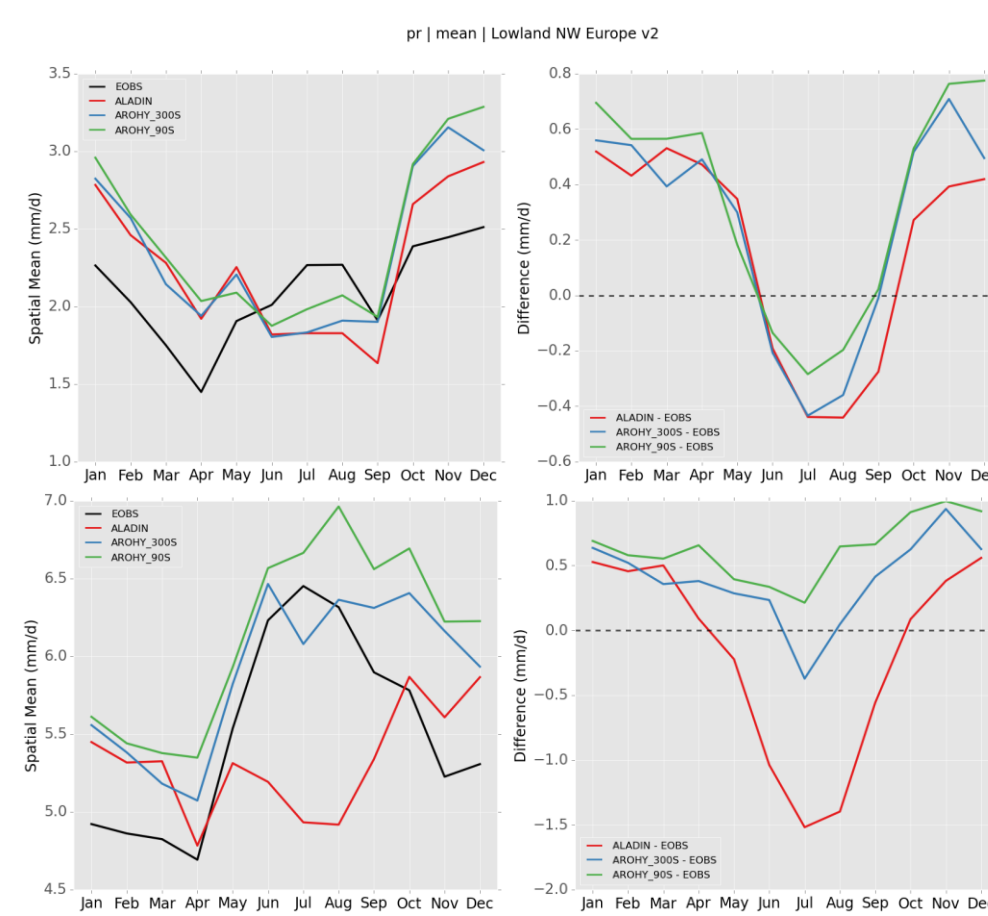 pr | mean | Lowland NW Europe v2
3.5
3.0
2.5
2.0
1.5
1.0
Spatial Mean (mm/d)
EOBS
ALADIN
AROHY_300S
AROHY_90S
Jan Feb Mar Apr May Jun Jul Aug Sep Oct Nov Dec
0.8
0.6
0.4
0.2
0.0
−0.2
−0.4
−0.6
Difference (mm/d)
ALADIN - EOBS
AROHY_300S - EOBS
AROHY_90S - EOBS
Jan Feb Mar Apr May Jun Jul Aug Sep Oct Nov De
7.0
6.5
6.0
5.5
5.0
4.5
Spatial Mean (mm/d)
EOBS
ALADIN
AROHY_300S
AROHY_90S
Jan Feb Mar Apr May Jun Jul Aug Sep Oct Nov Dec
1.0
0.5
0.0
−0.5
−1.0
−1.5
−2.0
Difference (mm/d)
ALADIN - EOBS
AROHY_300S - EOBS
AROHY_90S - EOBS
Jan Feb Mar Apr May Jun Jul Aug Sep Oct Nov De